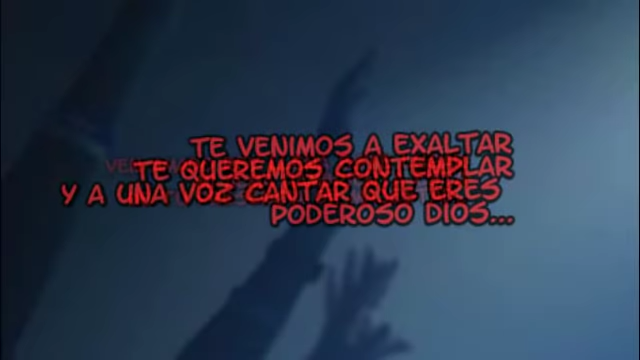 TE VENIMOS A EXALTAR
TE QUEREMOS CONTEMPLAR
Y A UNA VOZ CANTAR QUE ERES
PODEROSO DIOS...